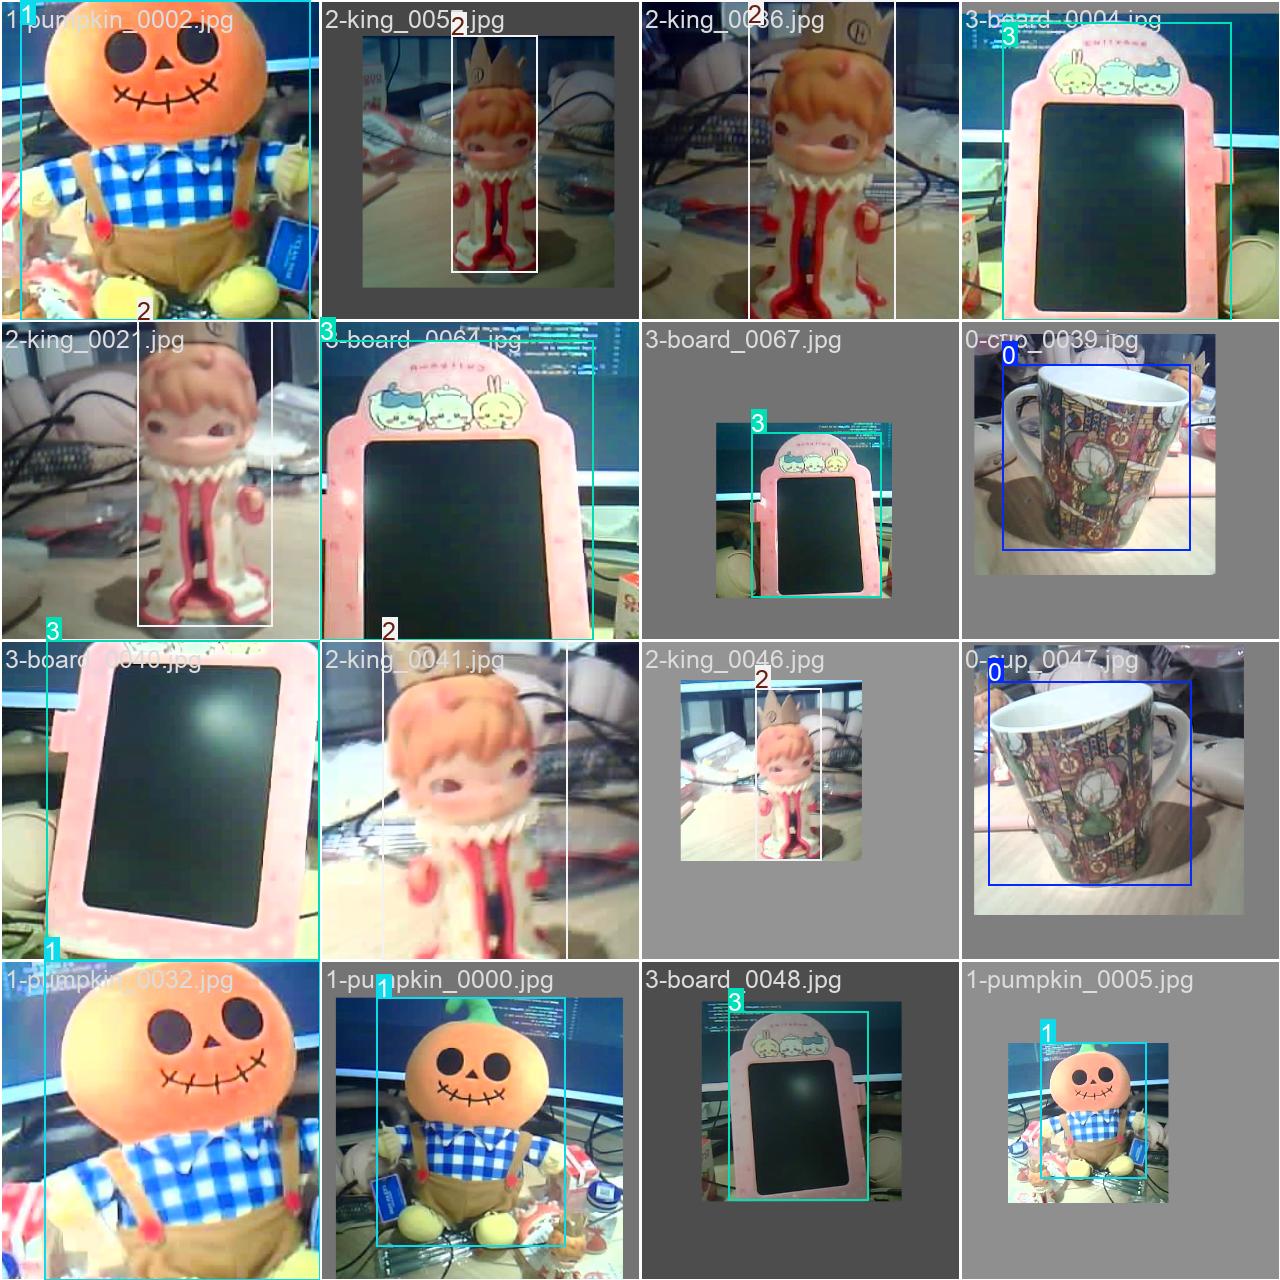 1-pumpkin_0002.jpg
1
2-king_0057.jpg
2
2-king_0036.jpg
2
3-board_0004.jpg
3
2-king_0021.jpg
2
3-board_0064.jpg
3
3-board_0067.jpg
3
0-cup_0039.jpg
0
3-board_0040.jpg
3
2-king_0041.jpg
2
2-king_0046.jpg
2
0-cup_0047.jpg
0
1-pumpkin_0032.jpg
1
1-pumpkin_0000.jpg
1
3-board_0048.jpg
3
1-pumpkin_0005.jpg
1